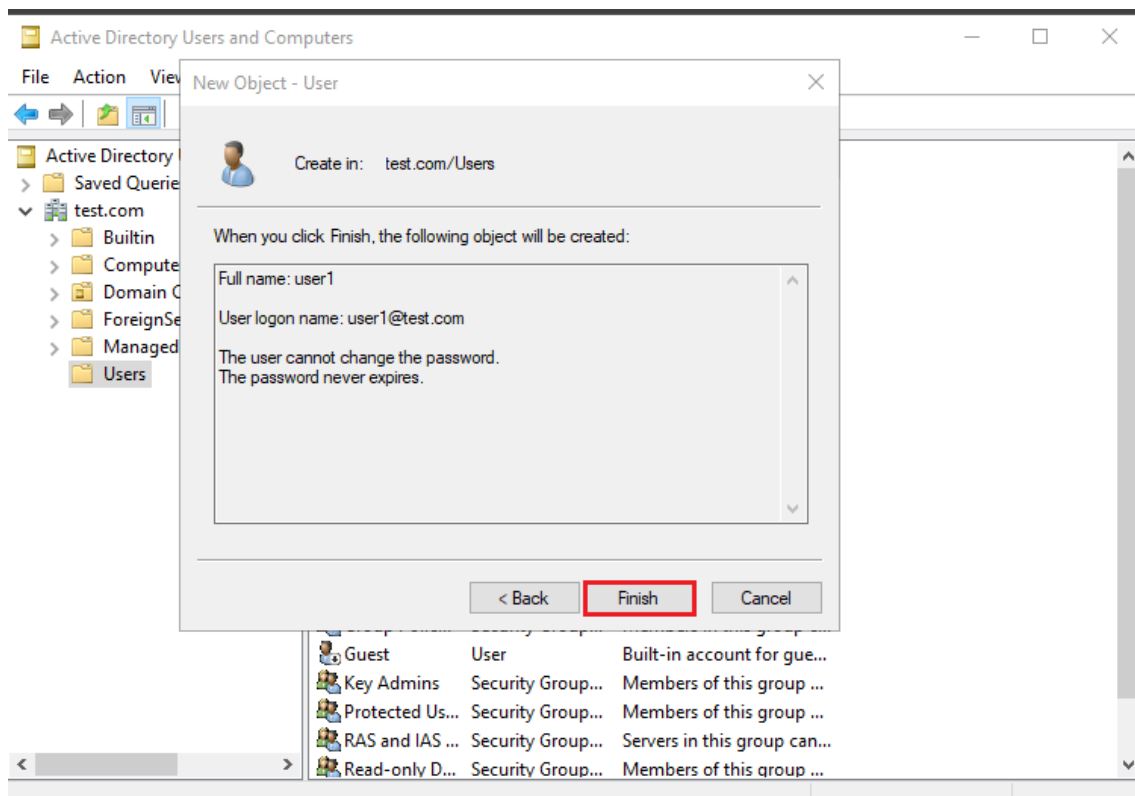 Active Directory Users and Computers
File Action View
New Object - User
Active Directory
Saved Querie
test.com
Builtin
Compute
Domain C
ForeignSe
Managed
Users
Create in: test.com/Users
When you click Finish, the following object will be created:
Full name: user1
User logon name: user1@test.com
The user cannot change the password.
The password never expires.
< Back Finish Cancel
Guest User Built-in account for gue...
Key Admins Security Group... Members of this group ...
Protected Us... Security Group... Members of this group ...
RAS and IAS ... Security Group... Servers in this group can...
Read-only D... Security Group... Members of this group ...